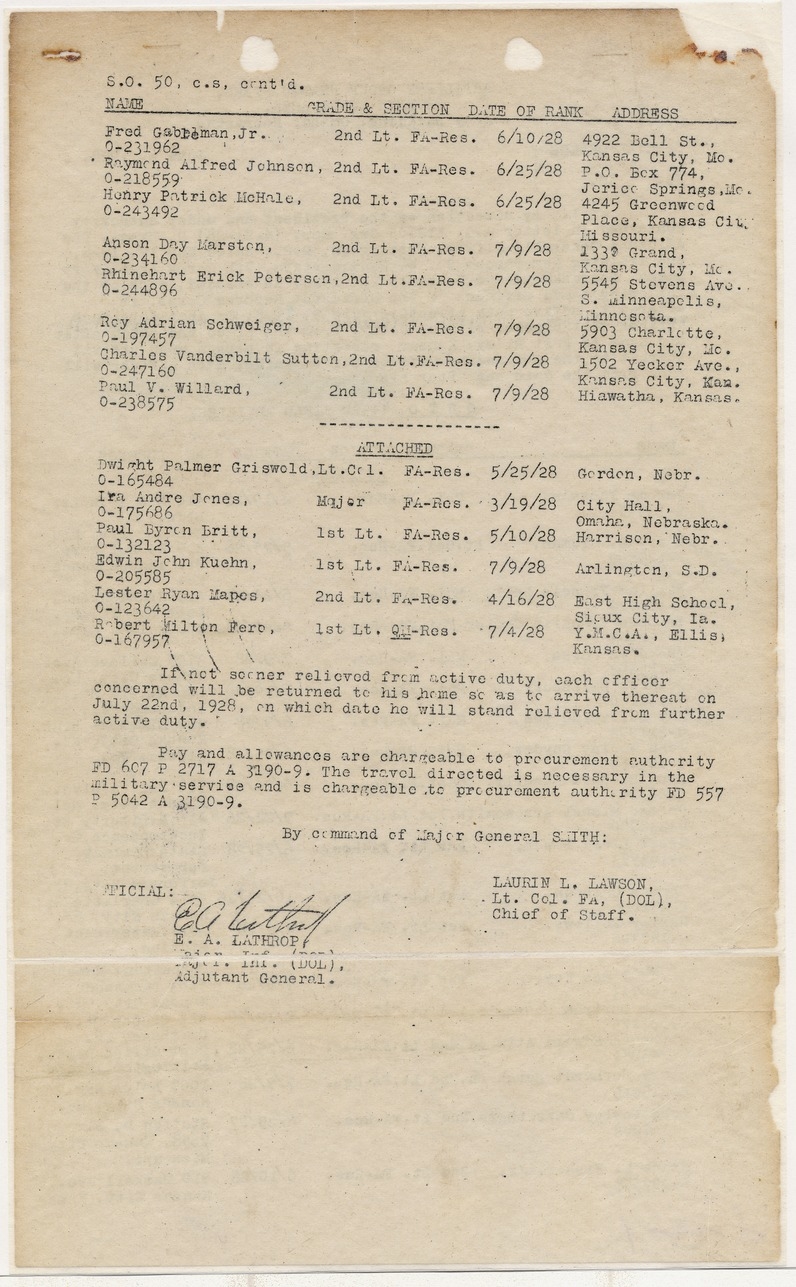 S.O. 50, c.s, cont'd.
NAME GRADE & SECTION DATE OF RANK ADDRESS
Fred Jr. 2nd Lt. FA-Res. 6/10/28 4922 Bell St.,
0-231962 Kansas City, Mo.
Raymond Alfred Johnson, 2nd Lt. FA-Res. 6/25/28 P.O. Box 774,
0-218559 Jerico Springs,Mo.
Henry Patrick McHale, 2nd Lt. FA-Res. 6/25/28 4245 Greenwood
0-243492 Place, Kansas City
Missouri.
Anson Day Marston, 2nd Lt. FA-Res. 7/9/28 Grand,
0-234160 Kansas City, Mo.
Rhinehart Erick Peterson,2nd Lt.FA-Res. 7/9/28 5545 Stevens Ave.
0-244896 S. Minneapolis,
Minnesota.
Roy Adrian Schweiger, 2nd Lt. FA-Res. 7/9/28 5903 Charlotte,
0-197457 Kansas City, Mo.
Charles Vanderbilt Sutton,2nd Lt.FA-Res. 7/9/28 1502 Yecker Ave.,
0-247160 Kansas City, Kan.
Paul V. Willard, 2nd Lt. FA-Res. 7/9/28 Hiawatha, Kansas.
0-238575
------------------
ATTACHED
Dwight Palmer Griswold,Lt.Col. FA-Res. 5/25/28 Gordon, Nebr.
0-165484
Ira Andre Jones, Major FA-Res. 3/19/28 City Hall,
0-175686 Omaha, Nebraska.
Paul Byron Britt, 1st Lt. FA-Res. 5/10/28 Harrison, Nebr.
0-132123
Edwin John Kuehn, 1st Lt. FA-Res. 7/9/28 Arlington, S.D.
0-205585
Lester Ryan Mapes, 2nd Lt. FA-Res. 4/16/28 East High School,
0-123642 Sioux City, Ia.
Robert Milton Fero, 1st Lt. QM-Res. 7/4/28 Y.M.C.A., Ellis,
0-167957 Kansas.
If not sooner relieved from active duty, each officer
concerned will be returned to his home so as to arrive thereat on
July 22nd, 1928, on which date he will stand relieved from further
active duty.
Pay and allowances are chargeable to procurement authority
FD 607 P 2717 A 3190-9. The travel directed is necessary in the
military service and is chargeable to procurement authority FD 557
P 5042 A 3190-9.
By command of Major General SMITH:
OFFICIAL:
LAURIN L. LAWSON,
Lt. Col. FA, (DOL),
Chief of Staff.
E A Lathrop
E. A. LATHROP,
Major. Inf. (DOL),
Adjutant General.